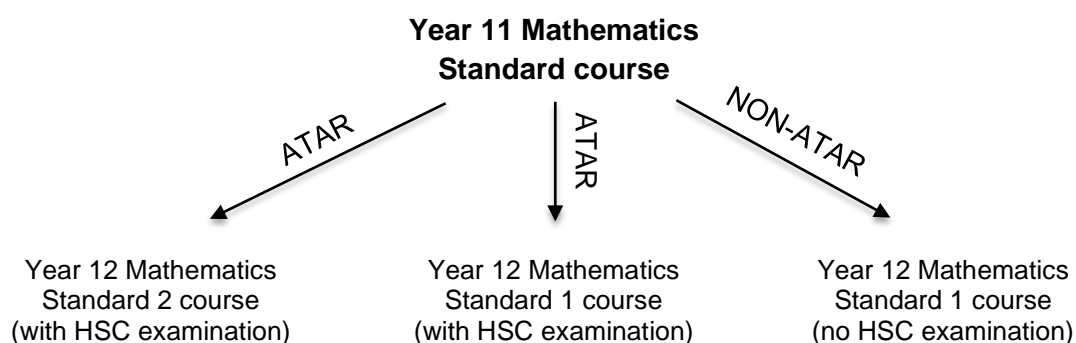 Year 11 Mathematics
Standard course
ATAR
ATAR
NON-ATAR
Year 12 Mathematics
Standard 2 course
(with HSC examination)
Year 12 Mathematics
Standard 1 course
(with HSC examination)
Year 12 Mathematics
Standard 1 course
(no HSC examination)